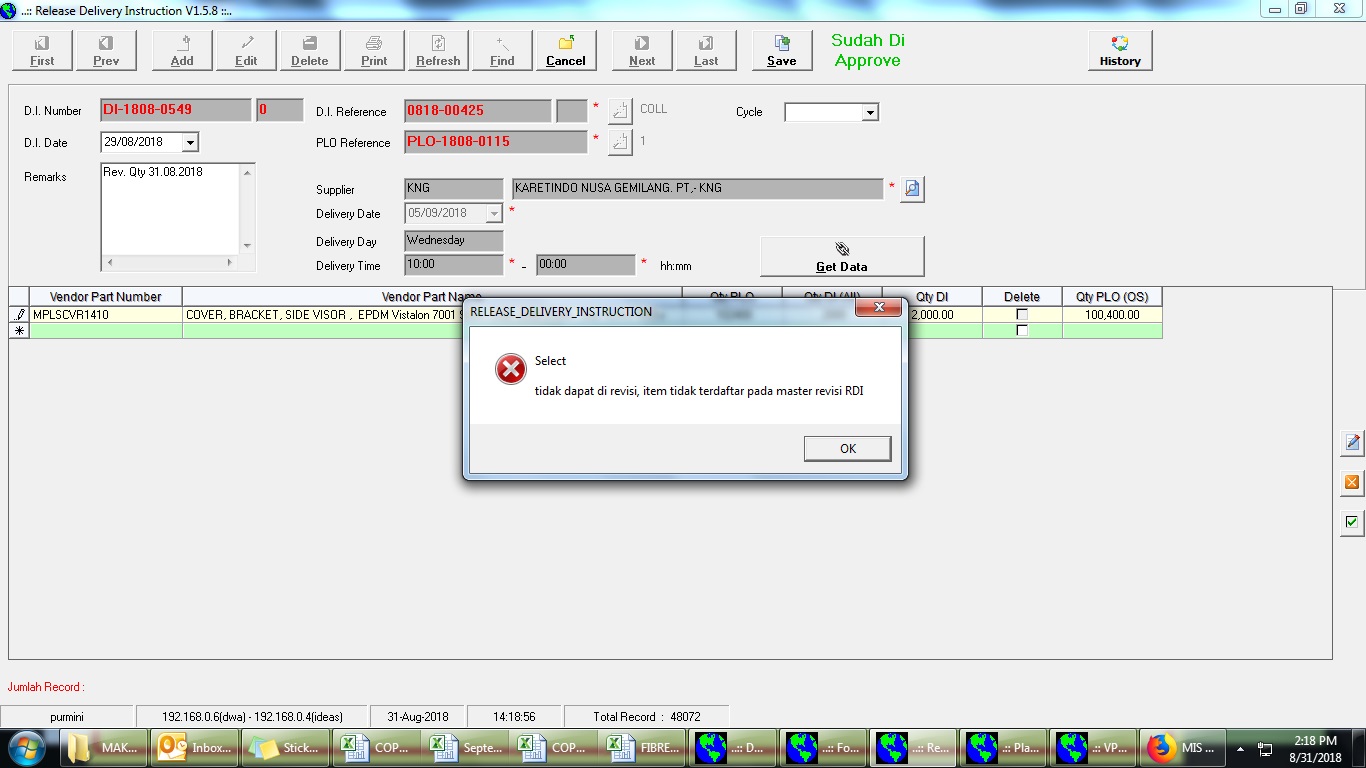 ..:: Release Delivery Instruction V1.5.8 ::..
First Prev Add Edit Delete Print Refresh Find Cancel Next Last Save Sudah Di Approve History
D.I. Number DI-1808-0549 0 D.I. Reference 0818-00425 * COLL Cycle
D.I. Date 29/08/2018 PLO Reference PLO-1808-0115 * 1
Remarks Rev. Qty 31.08.2018
Supplier KNG KARETINDO NUSA GEMILANG. PT,- KNG *
Delivery Date 05/09/2018 *
Delivery Day Wednesday
Delivery Time 10:00 * - 00:00 * hh:mm
Get Data
Vendor Part Number Vendor Part Name Qty PLO Qty DI (All) Qty DI Delete Qty PLO (OS)
MPLSCVR1410 COVER, BRACKET, SIDE VISOR , EPDM Vistalon 7001 2,000.00 100,400.00
RELEASE_DELIVERY_INSTRUCTION
Select
tidak dapat di revisi, item tidak terdaftar pada master revisi RDI
OK
Jumlah Record :
purmini 192.168.0.6(dwa) - 192.168.0.4(ideas) 31-Aug-2018 14:18:56 Total Record : 48072
MAK... Inbox... Stick... COP... Septe... COP... FIBRE... ..:: D... ..:: Fo... ..:: Re... ..:: Pla... ..:: VP... MIS ... 2:18 PM
8/31/2018